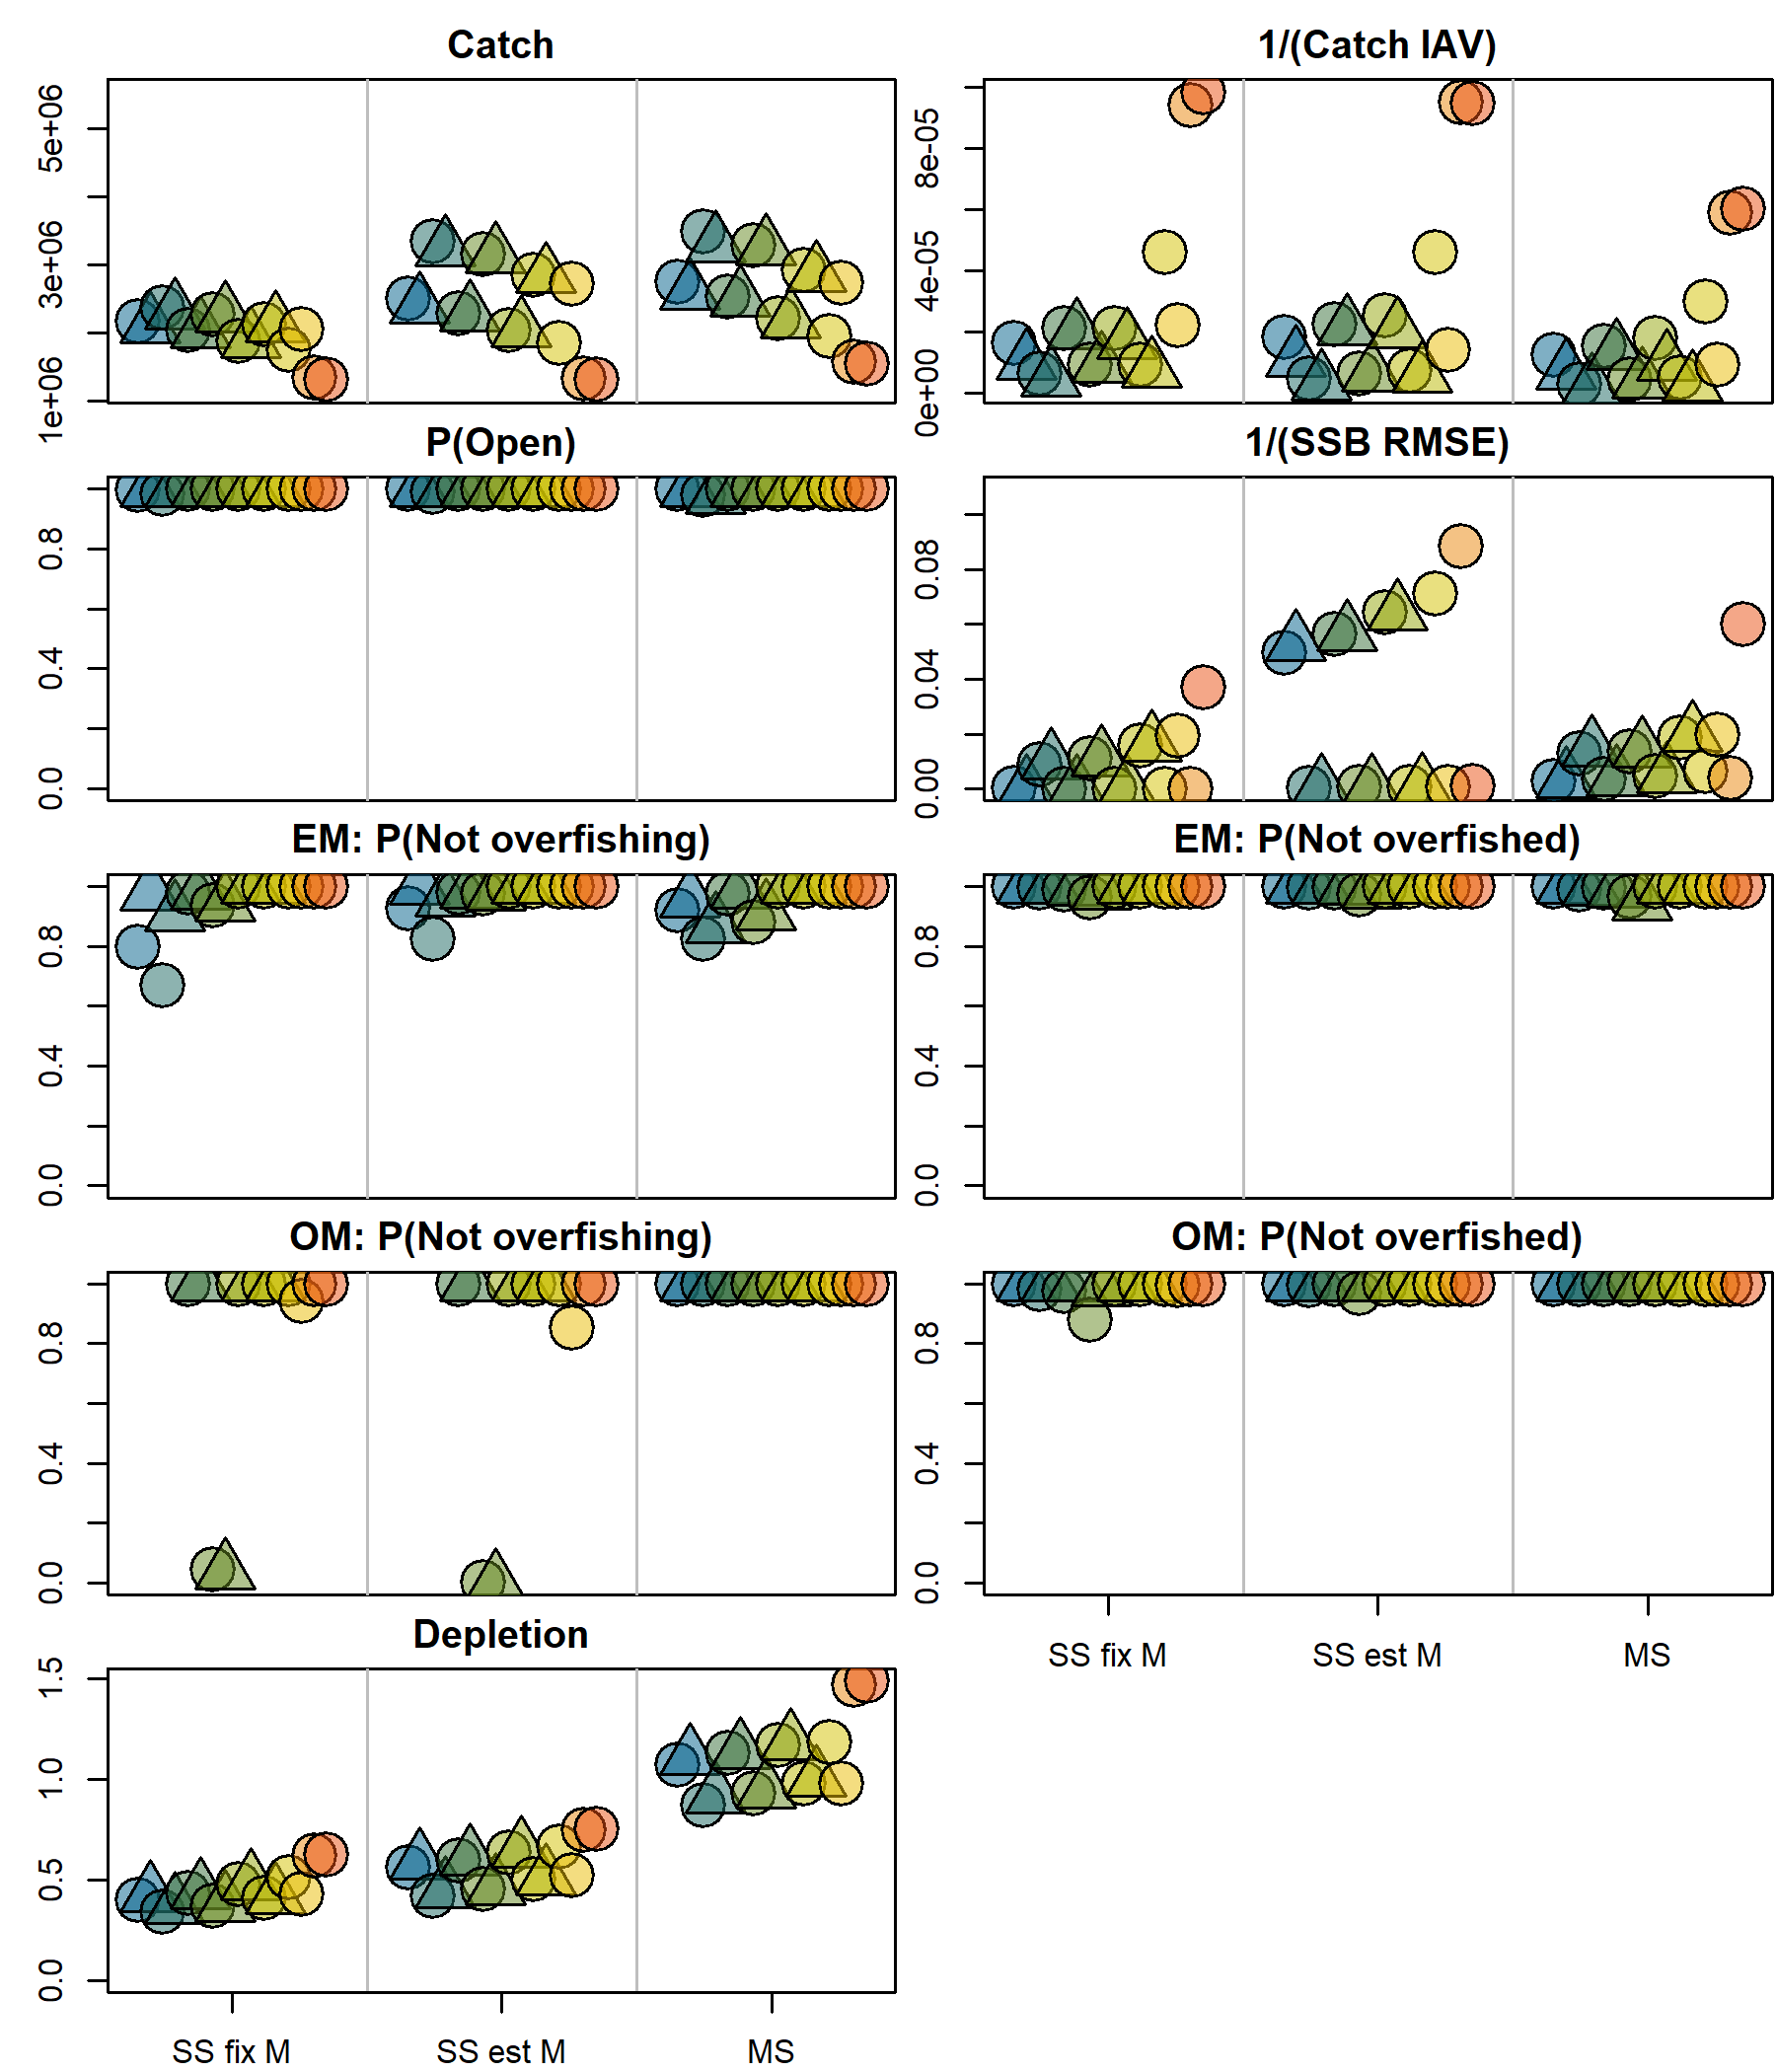 Catch
1e+06 3e+06 5e+06
1/(Catch IAV)
0e+00 4e-05 8e-05
P(Open)
0.0 0.4 0.8
1/(SSB RMSE)
0.00 0.04 0.08
EM: P(Not overfishing)
0.0 0.4 0.8
EM: P(Not overfished)
0.0 0.4 0.8
OM: P(Not overfishing)
0.0 0.4 0.8
OM: P(Not overfished)
0.0 0.4 0.8
SS fix M SS est M MS
Depletion
0.0 0.5 1.0 1.5
SS fix M SS est M MS